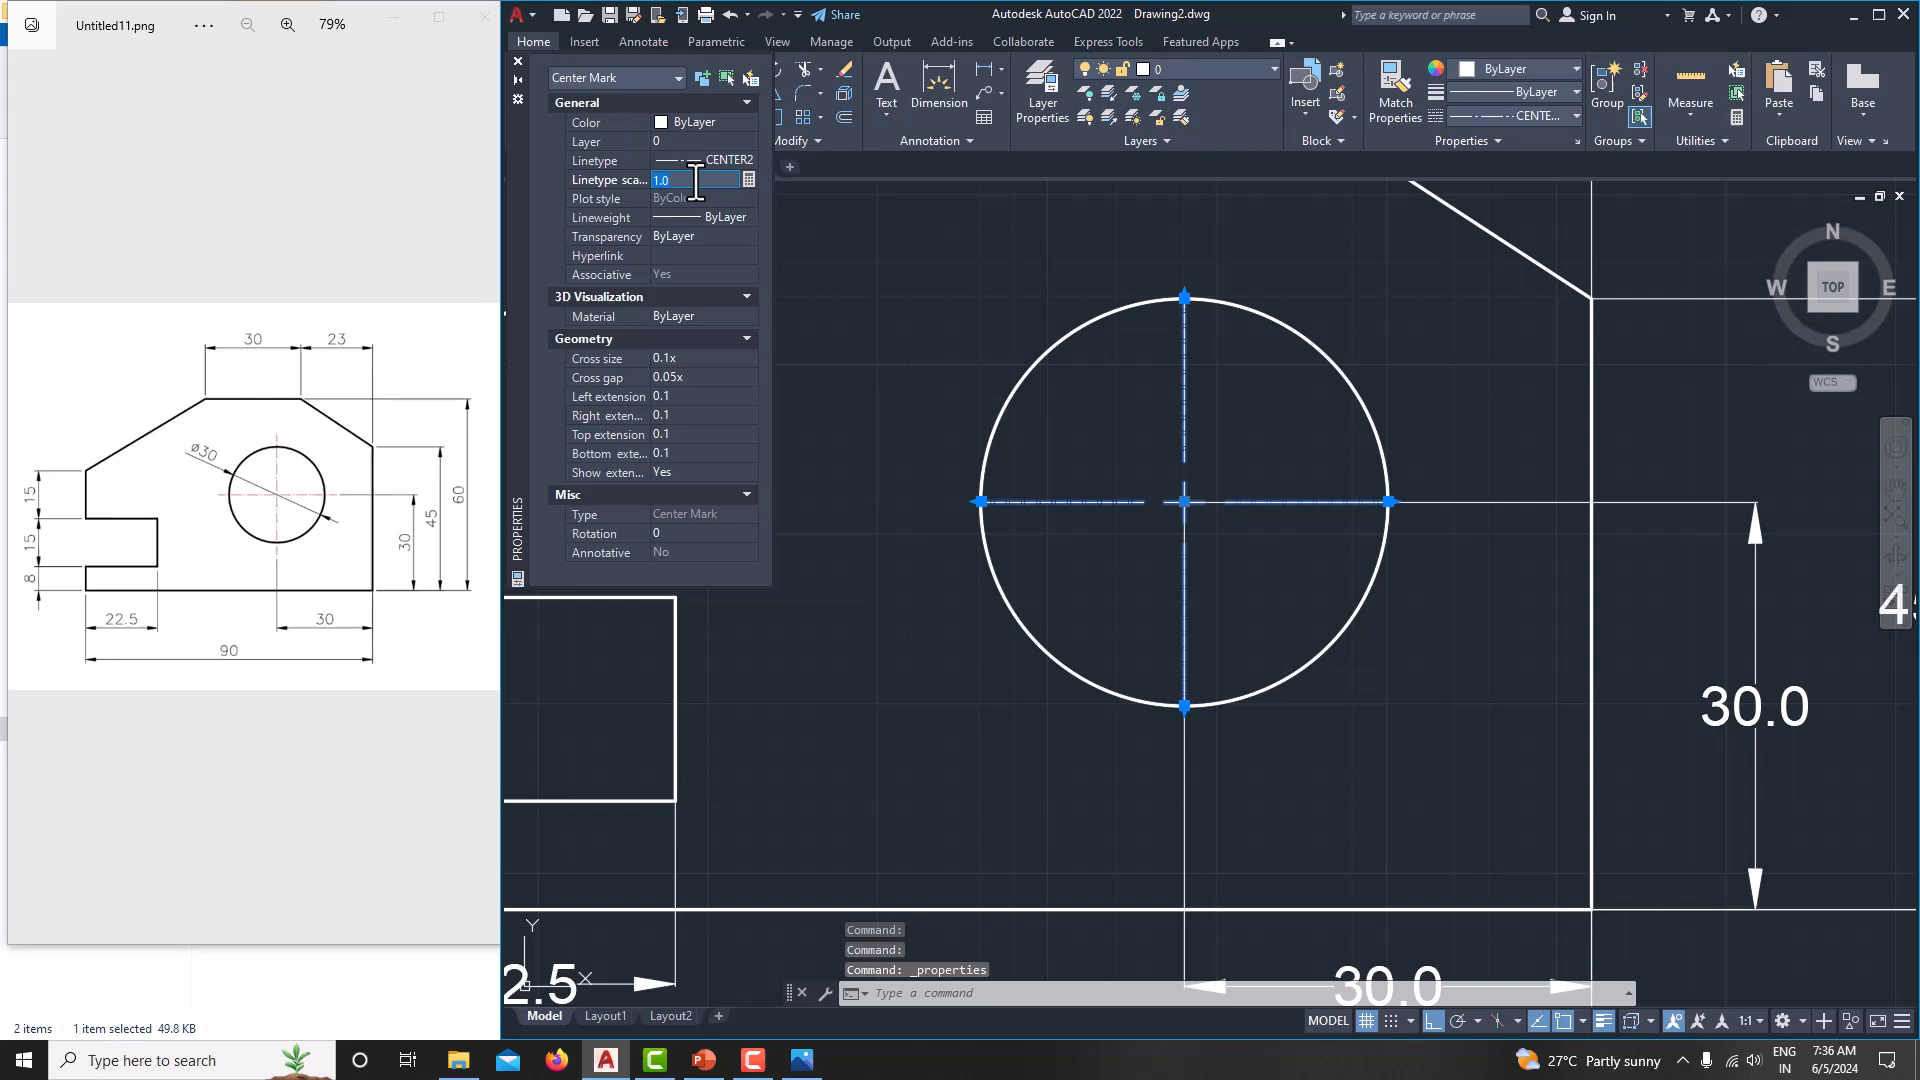 Untitled11.png
79%
30
23
Ø30
15
15
8
60
45
30
22.5
30
90
2 items 1 item selected 49.8 KB
Share
Autodesk AutoCAD 2022 Drawing2.dwg
Type a keyword or phrase
Sign In
Home Insert Annotate Parametric View Manage Output Add-ins Collaborate Express Tools Featured Apps
Text
Dimension
Layer
Properties
0
Insert
Match
Properties
ByLayer
ByLayer
CENTE...
Group
Measure
Paste
Base
Modify
Annotation
Layers
Block
Properties
Groups
Utilities
Clipboard
View
Center Mark
General
Color ByLayer
Layer 0
Linetype CENTER2
Linetype sca... 1.0
Plot style ByColo
Lineweight ByLayer
Transparency ByLayer
Hyperlink
Associative Yes
3D Visualization
Material ByLayer
Geometry
Cross size 0.1x
Cross gap 0.05x
Left extension 0.1
Right exten... 0.1
Top extension 0.1
Bottom exte... 0.1
Show exten... Yes
Misc
Type Center Mark
Rotation 0
Annotative No
PROPERTIES
N
W
TOP
E
S
WCS
30.0
2.5
30.0
Y
X
Command:
Command:
Command: _properties
Type a command
Model Layout1 Layout2
MODEL
1:1
Type here to search
27°C Partly sunny
ENG
IN
7:36 AM
6/5/2024